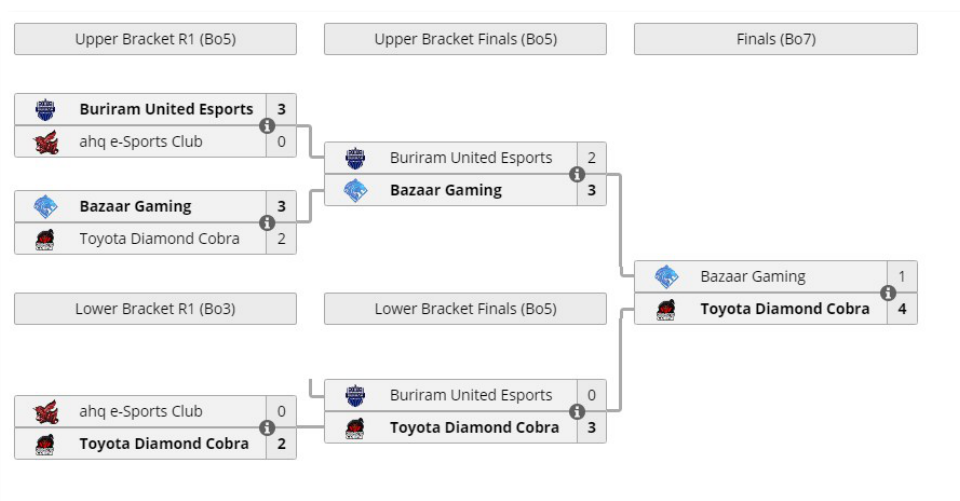 Upper Bracket R1 (Bo5)
Upper Bracket Finals (Bo5)
Finals (Bo7)
Buriram United Esports 3
ahq e-Sports Club 0
Buriram United Esports 2
Bazaar Gaming 3
Bazaar Gaming 3
Toyota Diamond Cobra 2
Bazaar Gaming 1
Toyota Diamond Cobra 4
Lower Bracket R1 (Bo3)
Lower Bracket Finals (Bo5)
Buriram United Esports 0
Toyota Diamond Cobra 3
ahq e-Sports Club 0
Toyota Diamond Cobra 2